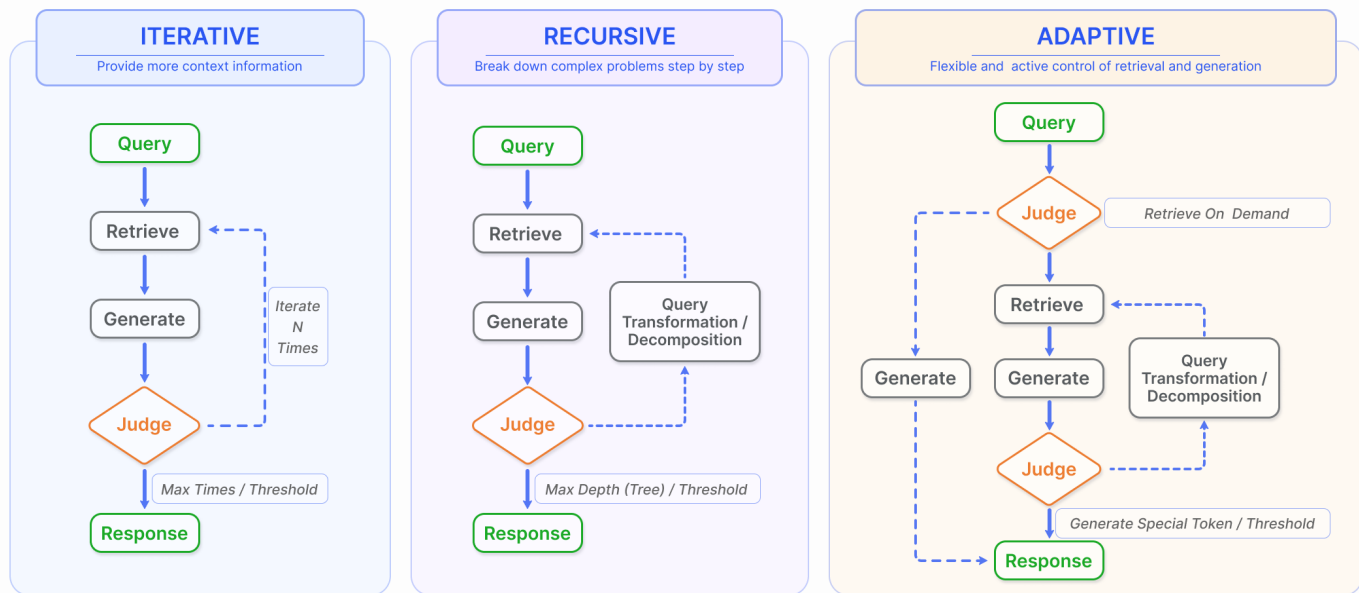 ITERATIVE
Provide more context information
Query
Retrieve
Generate
Iterate
N
Times
Judge
Max Times / Threshold
Response
RECURSIVE
Break down complex problems step by step
Query
Retrieve
Generate
Query
Transformation /
Decomposition
Judge
Max Depth (Tree) / Threshold
Response
ADAPTIVE
Flexible and active control of retrieval and generation
Query
Judge
Retrieve On Demand
Retrieve
Generate
Generate
Query
Transformation /
Decomposition
Judge
Generate Special Token / Threshold
Response